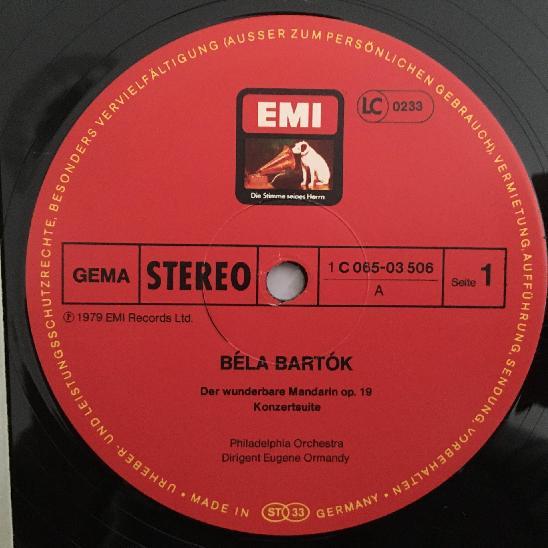 URHEBER- UND LEISTUNGSSCHUTZRECHTE, BESONDERS VERVIELFÄLTIGUNG (AUSSER ZUM PERSÖNLICHEN GEBRAUCH), VERMIETUNG, AUFFÜHRUNG, SENDUNG, VORBEHALTEN
EMI
LC 0233
Die Stimme seines Herrn
GEMA STEREO 1 C 065-03 506 Seite 1
A
℗ 1979 EMI Records Ltd.
BÉLA BARTÓK
Der wunderbare Mandarin op. 19
Konzertsuite
Philadelphia Orchestra
Dirigent Eugene Ormandy
• MADE IN ST 33 GERMANY •